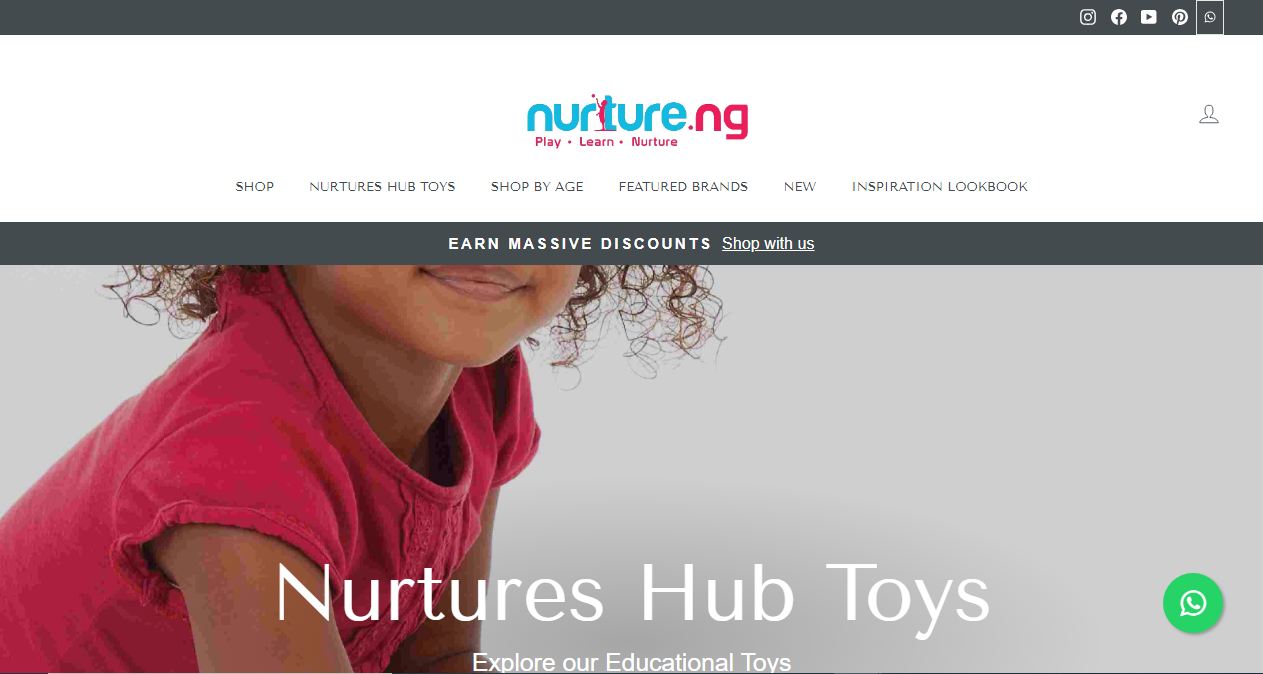 nurture.ng
Play • Learn • Nurture
SHOP NURTURES HUB TOYS SHOP BY AGE FEATURED BRANDS NEW INSPIRATION LOOKBOOK
EARN MASSIVE DISCOUNTS Shop with us
Nurtures Hub Toys
Explore our Educational Toys